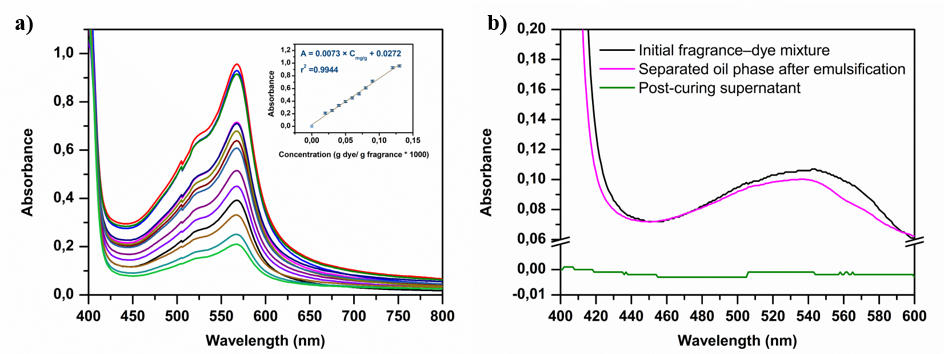 a)
1,0
0,8
0,6
0,4
0,2
0,0
Absorbance
400 450 500 550 600 650 700 750 800
Wavelength (nm)
A = 0.0073 × C mg/g + 0.0272
r² =0.9944
1,2
1,0
0,8
0,6
0,4
0,2
0,0
Absorbance
0,00 0,05 0,10 0,15
Concentration (g dye/ g fragrance * 1000)
b)
0,20
0,18
0,16
0,14
0,12
0,10
0,08
0,06
0,00
-0,01
Absorbance
Initial fragrance–dye mixture
Separated oil phase after emulsification
Post-curing supernatant
400 420 440 460 480 500 520 540 560 580 600
Wavelength (nm)